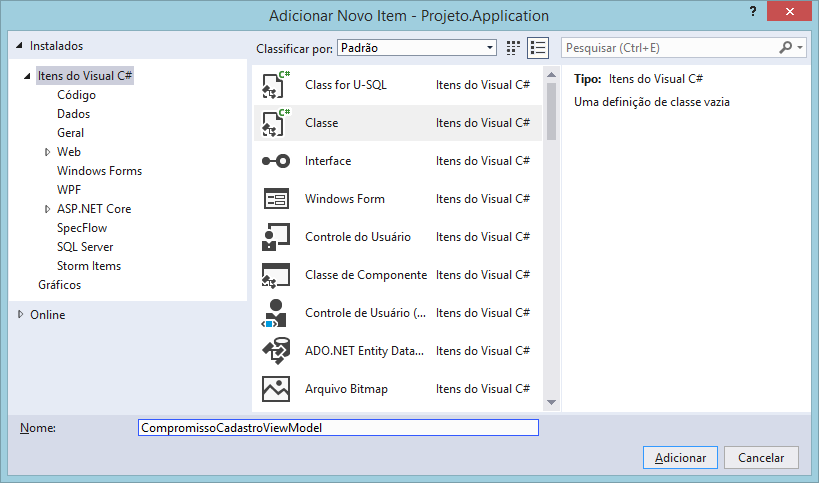 Adicionar Novo Item - Projeto.Application
?
Instalados
Classificar por: Padrão
Pesquisar (Ctrl+E)
Itens do Visual C#
Código
Dados
Geral
Web
Windows Forms
WPF
ASP.NET Core
SpecFlow
SQL Server
Storm Items
Gráficos
Online
C# Class for U-SQL Itens do Visual C#
C# Classe Itens do Visual C#
Interface Itens do Visual C#
Windows Form Itens do Visual C#
Controle do Usuário Itens do Visual C#
Classe de Componente Itens do Visual C#
Controle de Usuário (... Itens do Visual C#
ADO.NET Entity Data... Itens do Visual C#
Arquivo Bitmap Itens do Visual C#
Tipo: Itens do Visual C#
Uma definição de classe vazia
Nome: CompromissoCadastroViewModel
Adicionar Cancelar